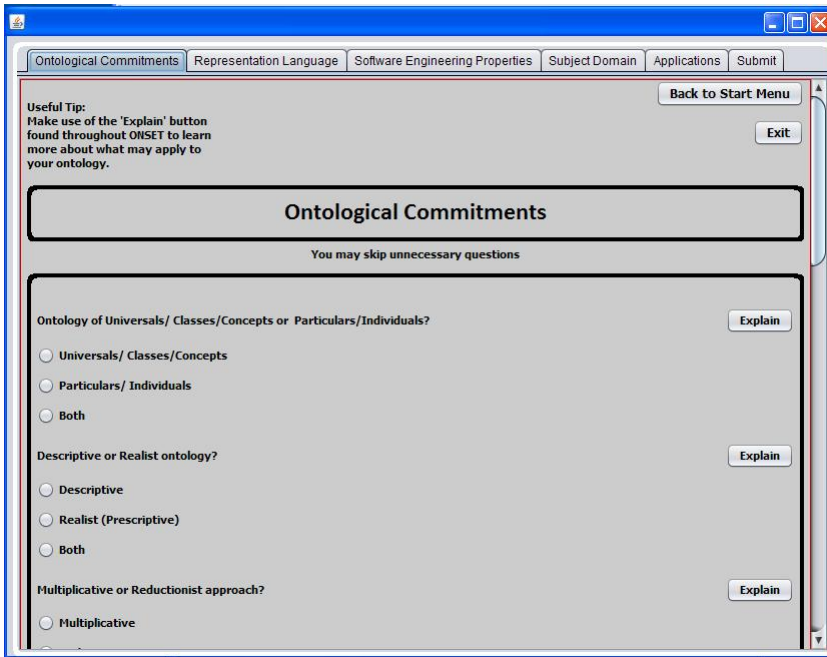 Ontological Commitments Representation Language Software Engineering Properties Subject Domain Applications Submit
Back to Start Menu
Useful Tip:
Make use of the 'Explain' button
found throughout ONSET to learn
more about what may apply to
your ontology.
Exit
Ontological Commitments
You may skip unnecessary questions
Ontology of Universals/ Classes/Concepts or Particulars/Individuals? Explain
Universals/ Classes/Concepts
Particulars/ Individuals
Both
Descriptive or Realist ontology? Explain
Descriptive
Realist (Prescriptive)
Both
Multiplicative or Reductionist approach? Explain
Multiplicative